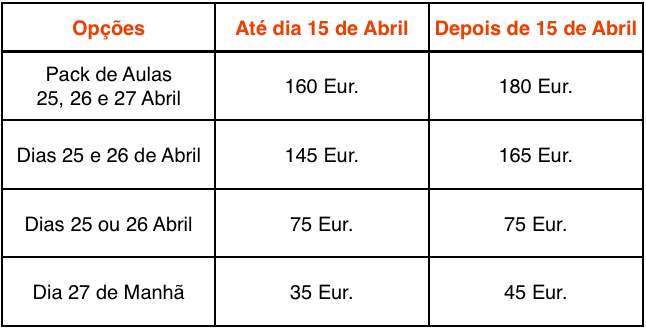 Opções Até dia 15 de Abril Depois de 15 de Abril
Pack de Aulas
25, 26 e 27 Abril 160 Eur. 180 Eur.
Dias 25 e 26 de Abril 145 Eur. 165 Eur.
Dias 25 ou 26 Abril 75 Eur. 75 Eur.
Dia 27 de Manhã 35 Eur. 45 Eur.